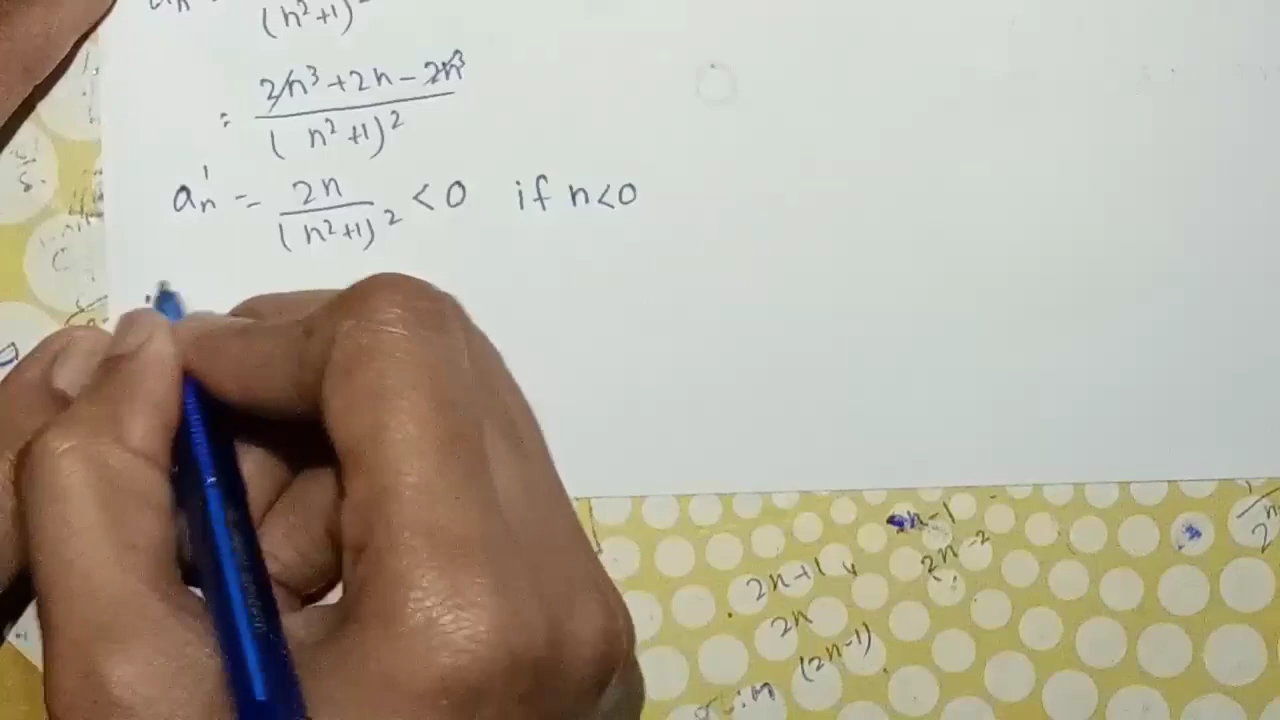 (n²+1)²
= 2n³ + 2n - 2n³
(n²+1)²
a'n = 2n / (n²+1)² < 0 if n<0
n-1
2n-2
2n+1
2n
(2n-1)
2n